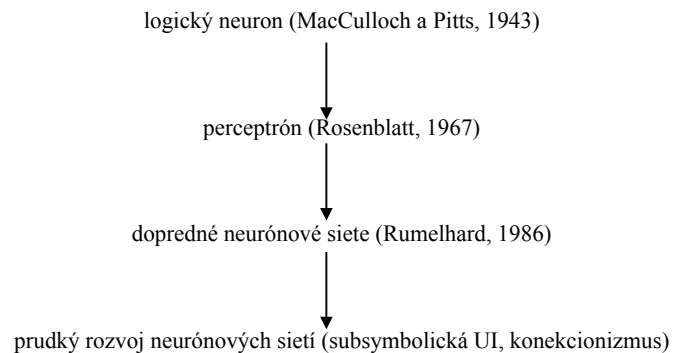 logický neuron (MacCulloch a Pitts, 1943)
perceptrón (Rosenblatt, 1967)
dopredné neurónové siete (Rumelhard, 1986)
prudký rozvoj neurónových sietí (subsymbolická UI, konekcionizmus)